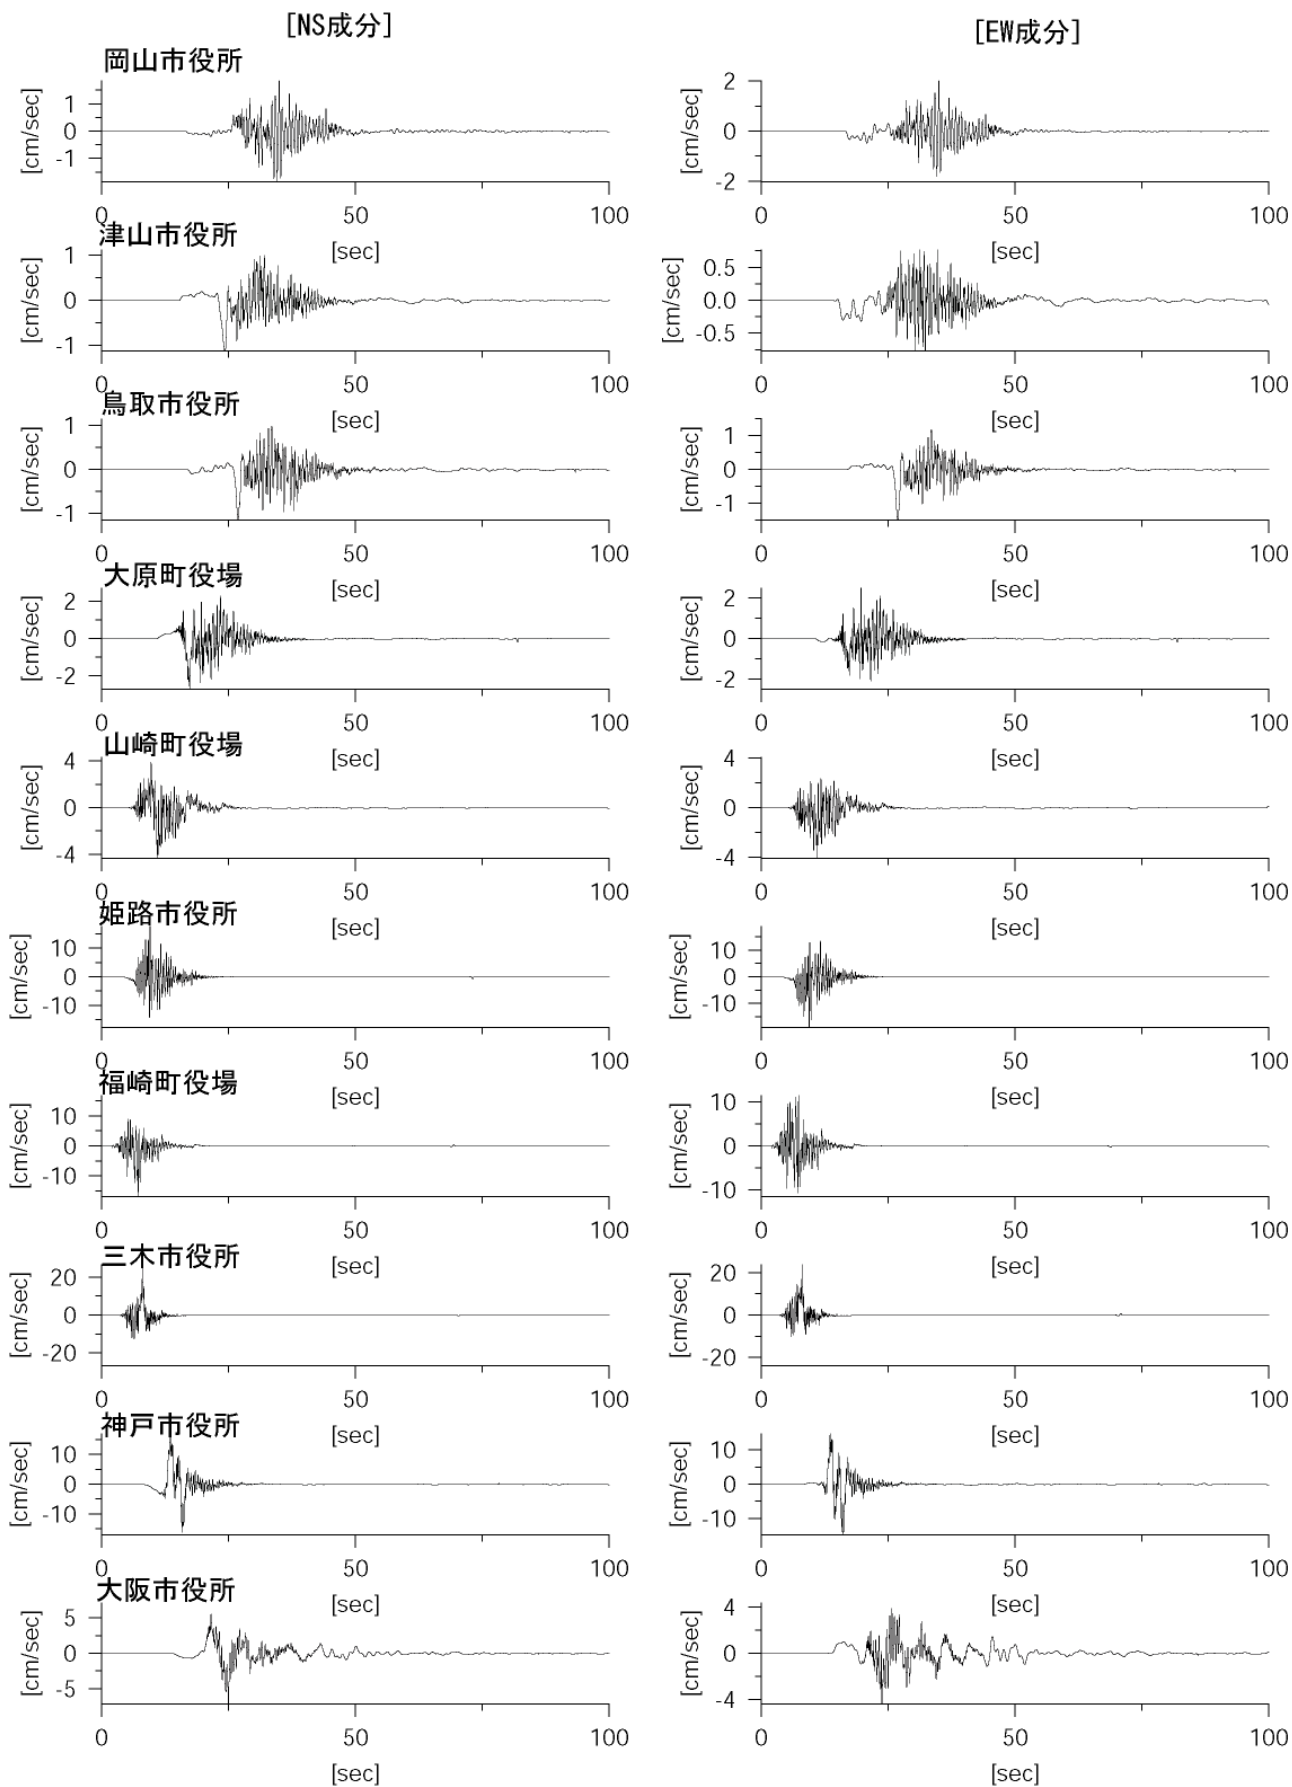 [NS成分] [EW成分]
岡山市役所
[cm/sec] 1 0 -1 [cm/sec] 2 0 -2
0 50 100 0 50 100
[sec] [sec]
津山市役所
[cm/sec] 1 0 -1 [cm/sec] 0.5 0.0 -0.5
0 50 100 0 50 100
[sec] [sec]
鳥取市役所
[cm/sec] 1 0 -1 [cm/sec] 1 0 -1
0 50 100 0 50 100
[sec] [sec]
大原町役場
[cm/sec] 2 0 -2 [cm/sec] 2 0 -2
0 50 100 0 50 100
[sec] [sec]
山崎町役場
[cm/sec] 4 0 -4 [cm/sec] 4 0 -4
0 50 100 0 50 100
[sec] [sec]
姫路市役所
[cm/sec] 10 0 -10 [cm/sec] 10 0 -10
0 50 100 0 50 100
[sec] [sec]
福崎町役場
[cm/sec] 10 0 -10 [cm/sec] 10 0 -10
0 50 100 0 50 100
[sec] [sec]
三木市役所
[cm/sec] 20 0 -20 [cm/sec] 20 0 -20
0 50 100 0 50 100
[sec] [sec]
神戸市役所
[cm/sec] 10 0 -10 [cm/sec] 10 0 -10
0 50 100 0 50 100
[sec] [sec]
大阪市役所
[cm/sec] 5 0 -5 [cm/sec] 4 0 -4
0 50 100 0 50 100
[sec] [sec]